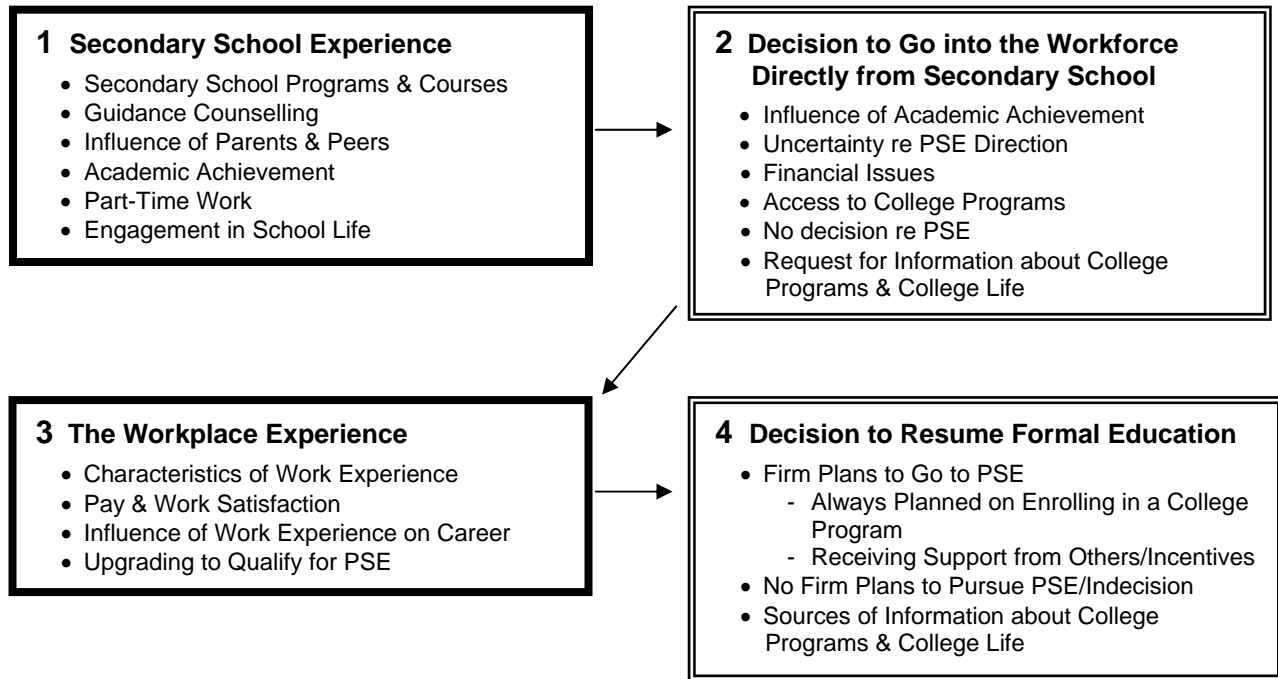 1 Secondary School Experience
• Secondary School Programs & Courses
• Guidance Counselling
• Influence of Parents & Peers
• Academic Achievement
• Part-Time Work
• Engagement in School Life
2 Decision to Go into the Workforce
Directly from Secondary School
• Influence of Academic Achievement
• Uncertainty re PSE Direction
• Financial Issues
• Access to College Programs
• No decision re PSE
• Request for Information about College
Programs & College Life
3 The Workplace Experience
• Characteristics of Work Experience
• Pay & Work Satisfaction
• Influence of Work Experience on Career
• Upgrading to Qualify for PSE
4 Decision to Resume Formal Education
• Firm Plans to Go to PSE
- Always Planned on Enrolling in a College
Program
- Receiving Support from Others/Incentives
• No Firm Plans to Pursue PSE/Indecision
• Sources of Information about College
Programs & College Life